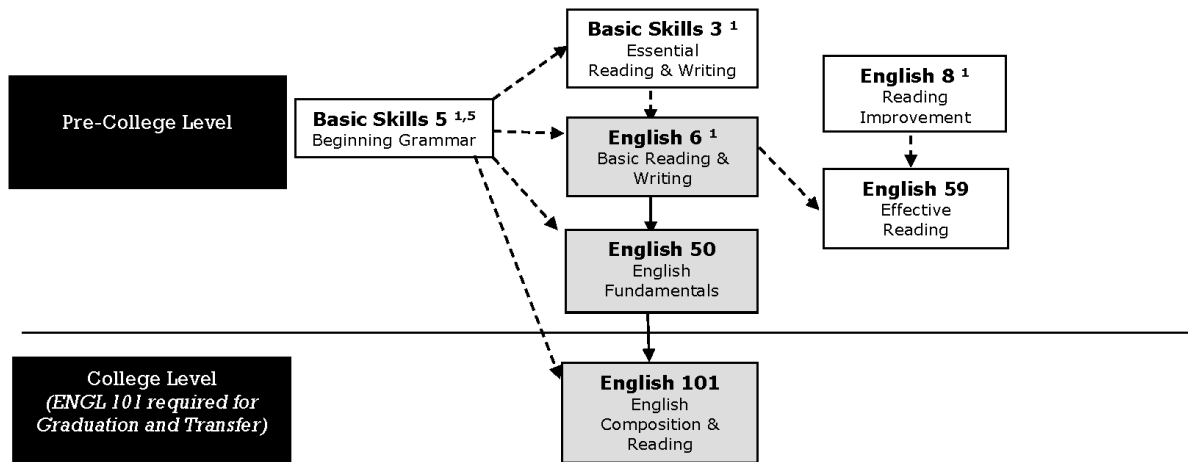 Basic Skills 3 ¹
Essential
Reading & Writing
English 8 ¹
Reading
Improvement
Pre-College Level
Basic Skills 5 ¹,⁵
Beginning Grammar
English 6 ¹
Basic Reading &
Writing
English 59
Effective
Reading
English 50
English
Fundamentals
College Level
(ENGL 101 required for
Graduation and Transfer)
English 101
English
Composition &
Reading